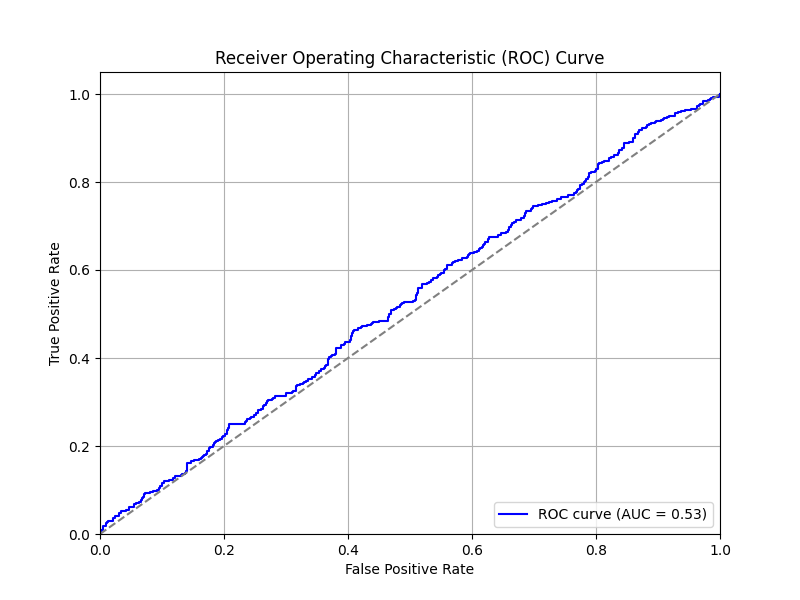 Receiver Operating Characteristic (ROC) Curve
True Positive Rate
1.0
0.8
0.6
0.4
0.2
0.0
0.0 0.2 0.4 0.6 0.8 1.0
False Positive Rate
ROC curve (AUC = 0.53)